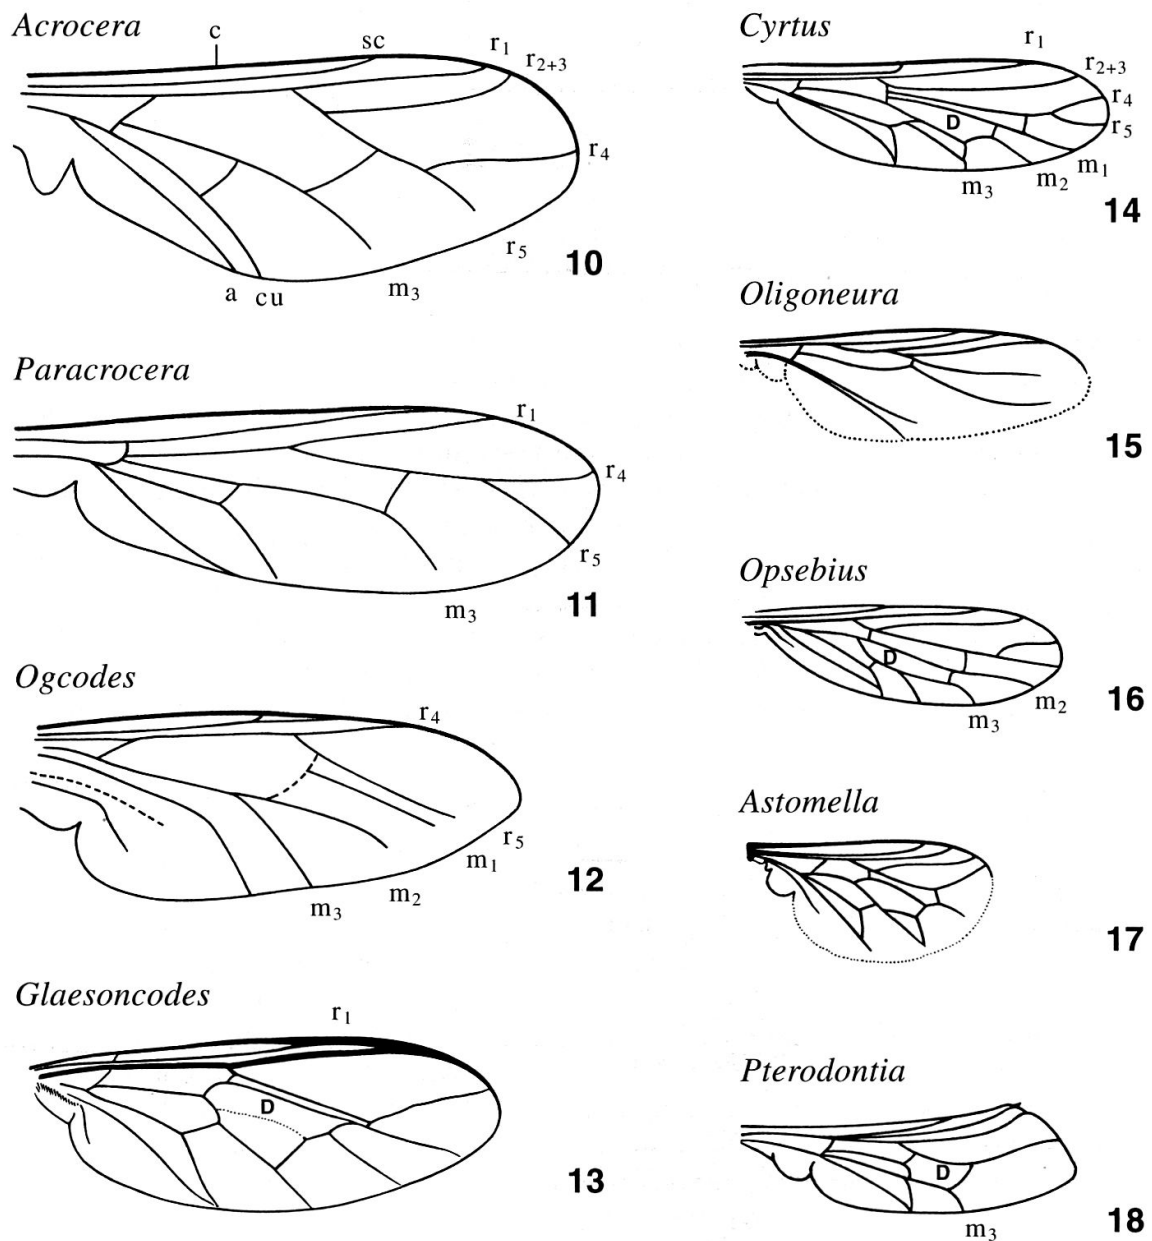 Acrocera
c
sc
r1
r2+3
r4
r5
m3
a cu
10
Paracrocera
r1
r4
r5
m3
11
Ogcodes
r4
r5
m1
m2
m3
12
Glaesoncodes
r1
D
13
Cyrtus
r1
r2+3
r4
r5
D
m1
m2
m3
14
Oligoneura
15
Opsebius
D
m2
m3
16
Astomella
17
Pterodontia
D
m3
18